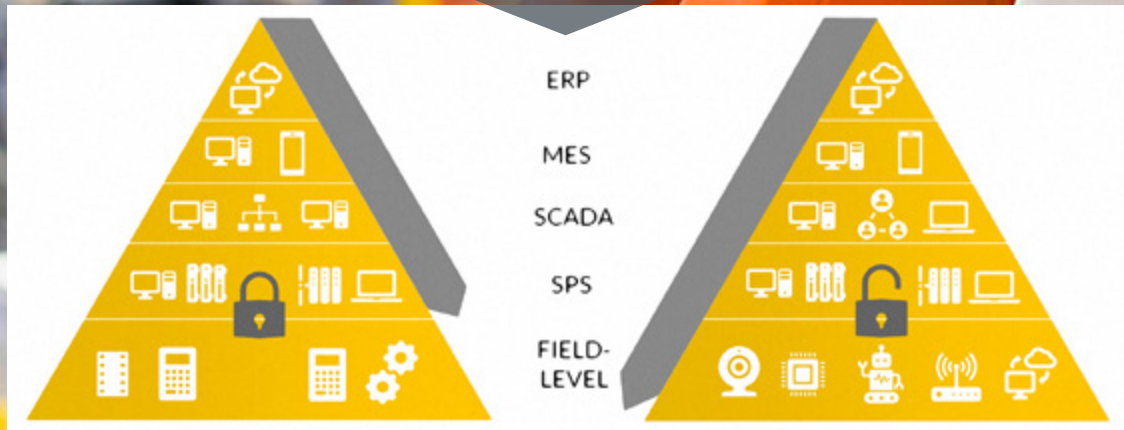 ERP
MES
SCADA
SPS
FIELD-
LEVEL